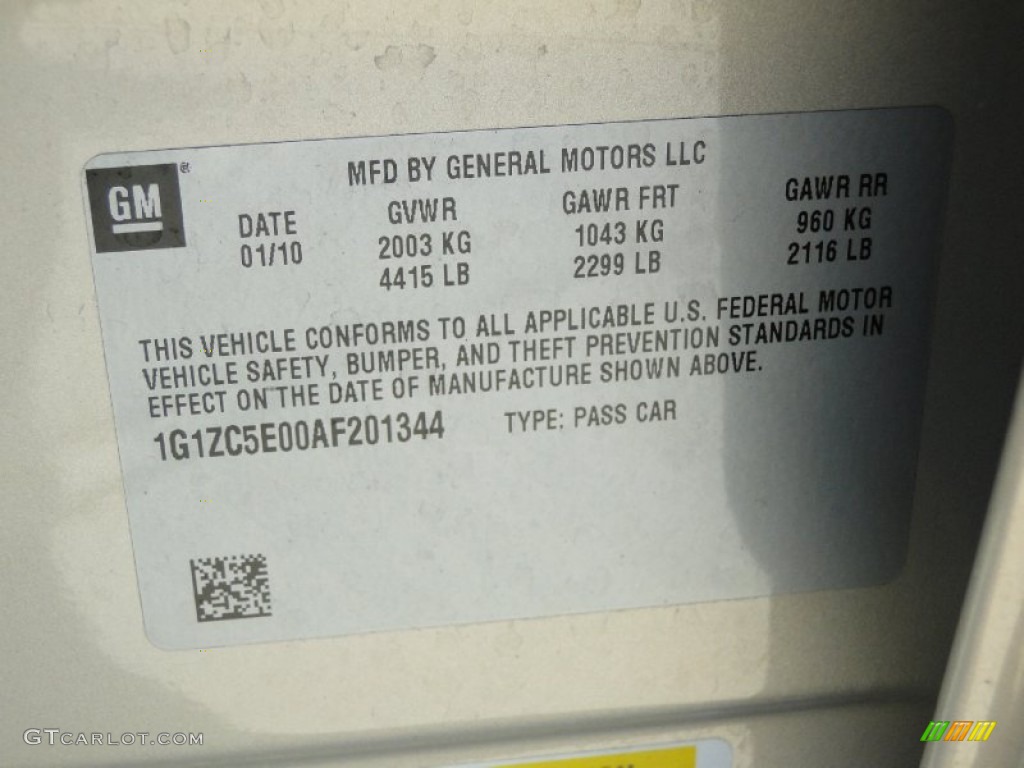 GM ®
MFD BY GENERAL MOTORS LLC
DATE GVWR GAWR FRT GAWR RR
01/10 2003 KG 1043 KG 960 KG
4415 LB 2299 LB 2116 LB
THIS VEHICLE CONFORMS TO ALL APPLICABLE U.S. FEDERAL MOTOR
VEHICLE SAFETY, BUMPER, AND THEFT PREVENTION STANDARDS IN
EFFECT ON THE DATE OF MANUFACTURE SHOWN ABOVE.
1G1ZC5E00AF201344 TYPE: PASS CAR
GTCARLOT.COM